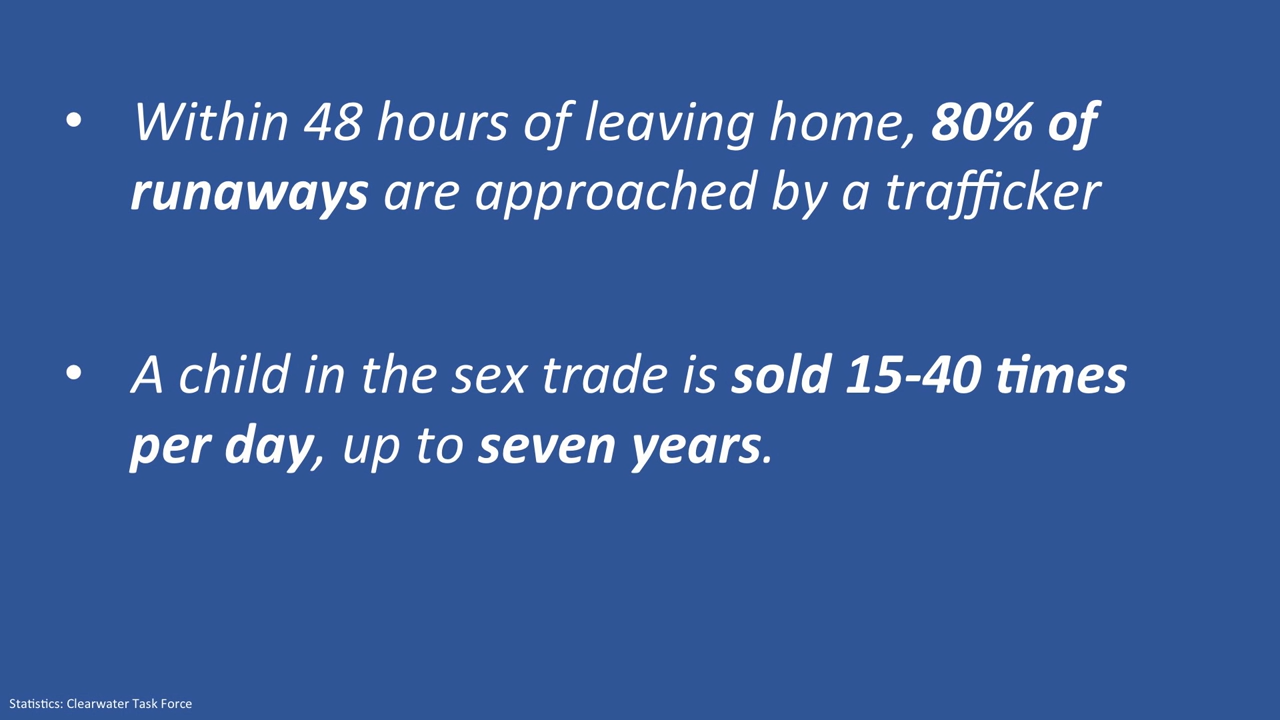 • Within 48 hours of leaving home, 80% of
runaways are approached by a trafficker
• A child in the sex trade is sold 15-40 times
per day, up to seven years.
Statistics: Clearwater Task Force